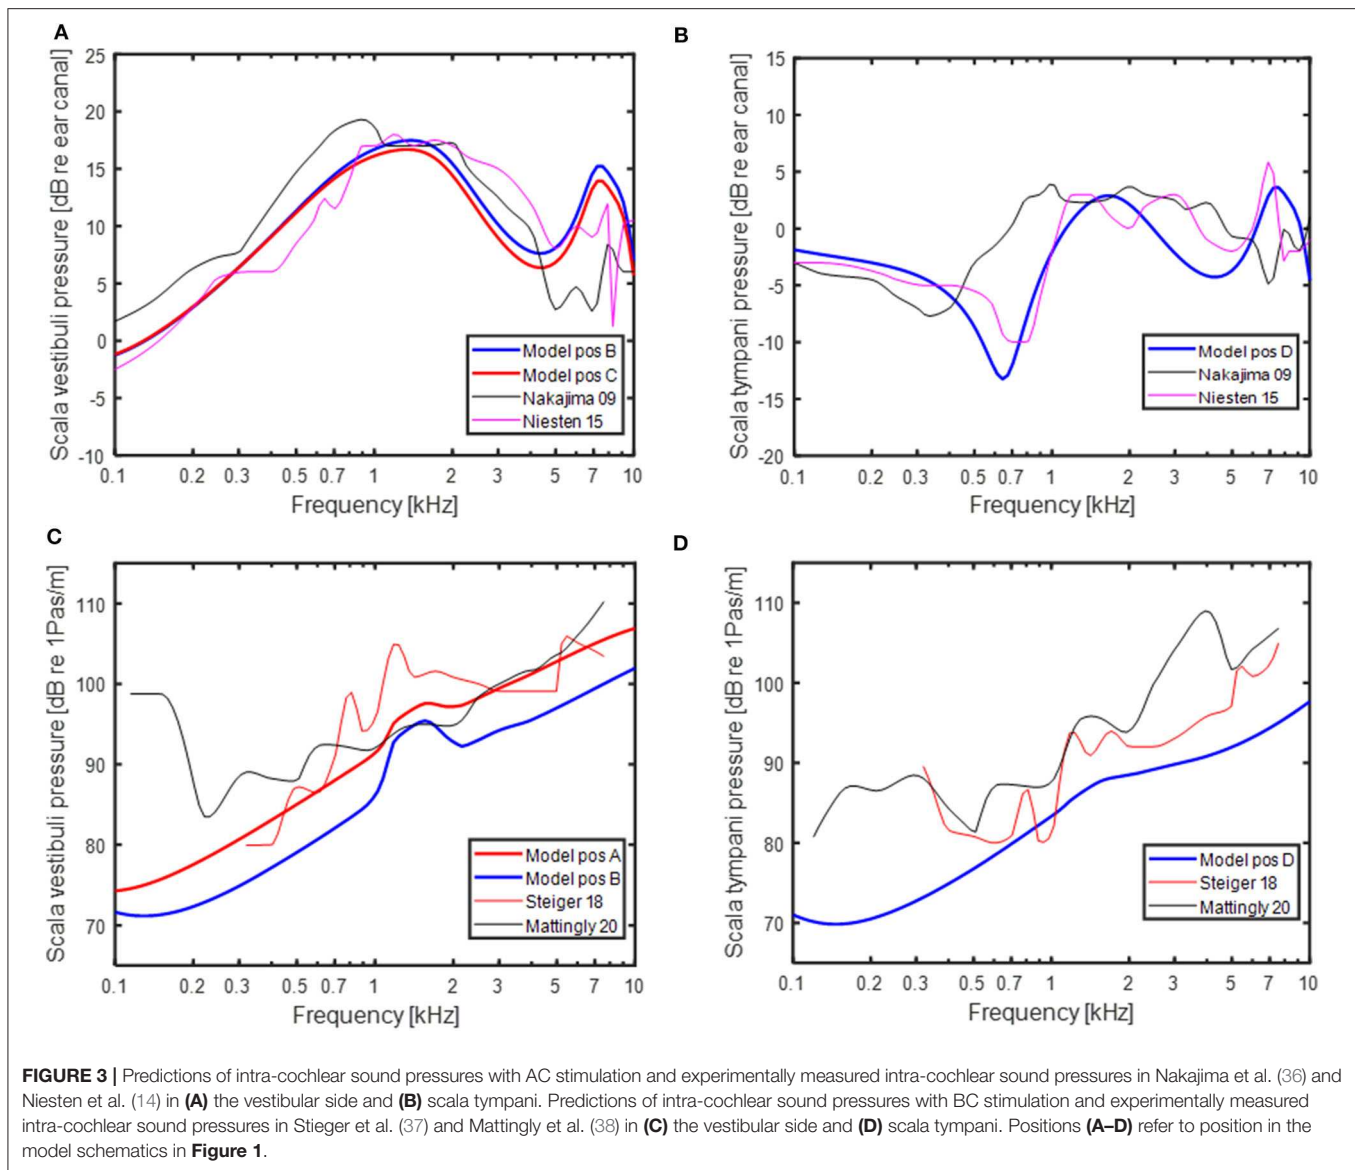 A
25
20
15
10
5
0
-5
-10
Scala vestibuli pressure [dB re ear canal]
Model pos B
Model pos C
Nakajima 09
Niesten 15
0.1 0.2 0.3 0.5 0.7 1 2 3 5 7 10
Frequency [kHz]
B
15
10
5
0
-5
-10
-15
-20
Scala tympani pressure [dB re ear canal]
Model pos D
Nakajima 09
Niesten 15
0.1 0.2 0.3 0.5 0.7 1 2 3 5 7 10
Frequency [kHz]
C
110
100
90
80
70
Scala vestibuli pressure [dB re 1Pas/m]
Model pos A
Model pos B
Steiger 18
Mattingly 20
0.1 0.2 0.3 0.5 0.7 1 2 3 5 7 10
Frequency [kHz]
D
110
100
90
80
70
Scala tympani pressure [dB re 1Pas/m]
Model pos D
Steiger 18
Mattingly 20
0.1 0.2 0.3 0.5 0.7 1 2 3 5 7 10
Frequency [kHz]
FIGURE 3 | Predictions of intra-cochlear sound pressures with AC stimulation and experimentally measured intra-cochlear sound pressures in Nakajima et al. (36) and
Niesten et al. (14) in (A) the vestibular side and (B) scala tympani. Predictions of intra-cochlear sound pressures with BC stimulation and experimentally measured
intra-cochlear sound pressures in Stieger et al. (37) and Mattingly et al. (38) in (C) the vestibular side and (D) scala tympani. Positions (A–D) refer to position in the
model schematics in Figure 1.